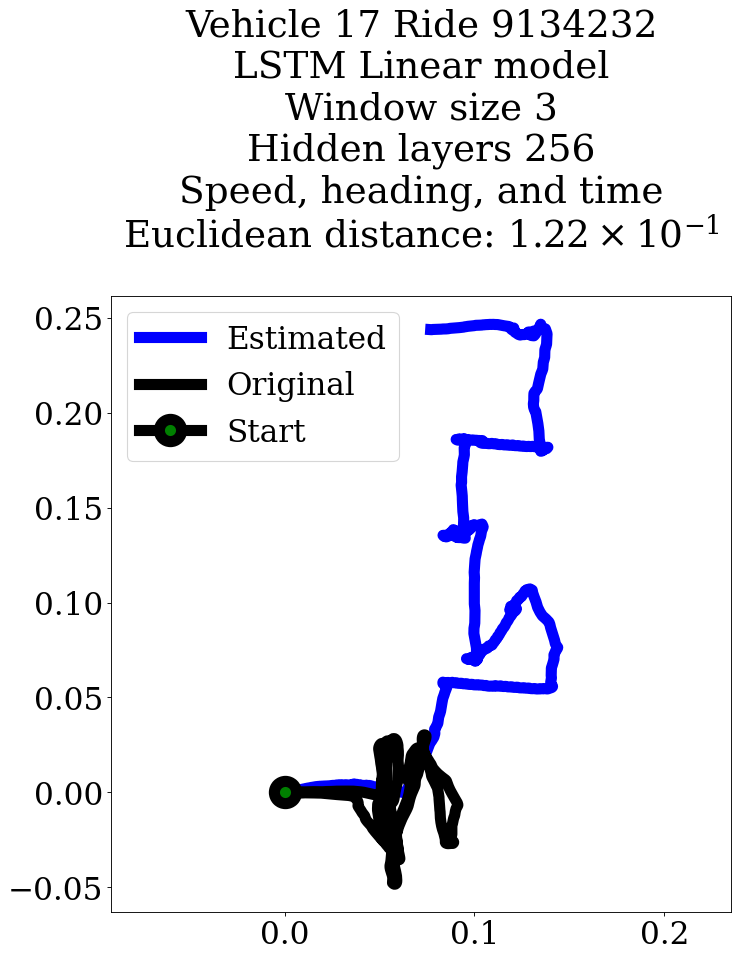 Vehicle 17 Ride 9134232
LSTM Linear model
Window size 3
Hidden layers 256
Speed, heading, and time
Euclidean distance: 1.22 × 10⁻¹
Estimated
Original
Start
0.25
0.20
0.15
0.10
0.05
0.00
−0.05
0.0 0.1 0.2